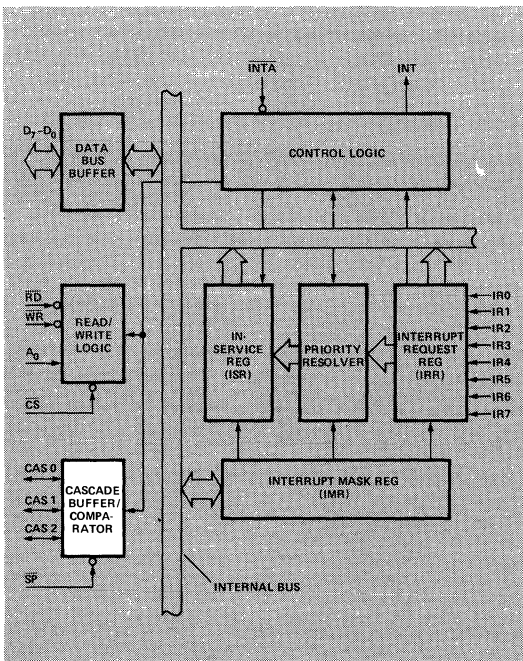 INTA
INT
D7-D0
DATA
BUS
BUFFER
CONTROL LOGIC
RD
WR
A0
CS
READ/
WRITE
LOGIC
IN-
SERVICE
REG
(ISR)
PRIORITY
RESOLVER
INTERRUPT
REQUEST
REG
(IRR)
IR0
IR1
IR2
IR3
IR4
IR5
IR6
IR7
CAS 0
CAS 1
CAS 2
CASCADE
BUFFER/
COMPA-
RATOR
SP
INTERRUPT MASK REG
(IMR)
INTERNAL BUS